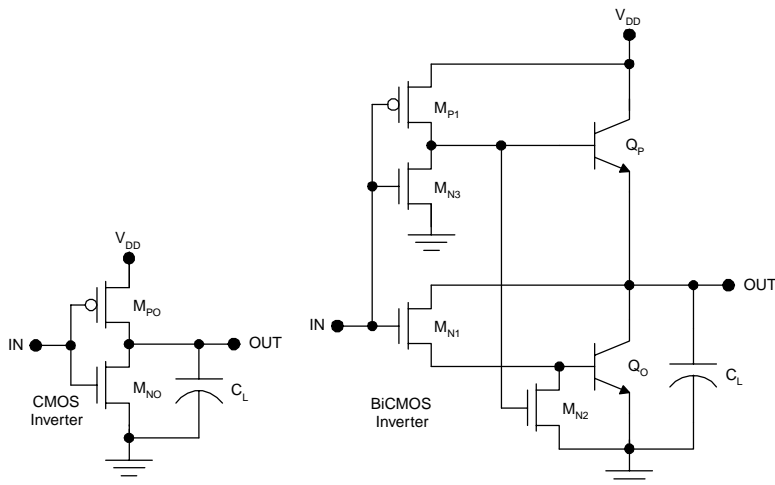 V_DD
M_P1
Q_P
M_N3
V_DD
M_PO
OUT
IN
M_N1
IN
OUT
M_NO
C_L
CMOS
Inverter
Q_O
C_L
M_N2
BiCMOS
Inverter